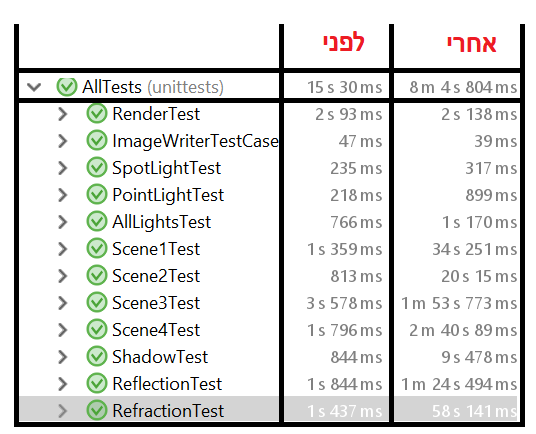 לפני אחרי
AllTests (unittests) 15 s 30 ms 8 m 4 s 804 ms
RenderTest 2 s 93 ms 2 s 138 ms
ImageWriterTestCase 47 ms 39 ms
SpotLightTest 235 ms 317 ms
PointLightTest 218 ms 899 ms
AllLightsTest 766 ms 1 s 170 ms
Scene1Test 1 s 359 ms 34 s 251 ms
Scene2Test 813 ms 20 s 15 ms
Scene3Test 3 s 578 ms 1 m 53 s 773 ms
Scene4Test 1 s 796 ms 2 m 40 s 89 ms
ShadowTest 844 ms 9 s 478 ms
ReflectionTest 1 s 844 ms 1 m 24 s 494 ms
RefractionTest 1 s 437 ms 58 s 141 ms